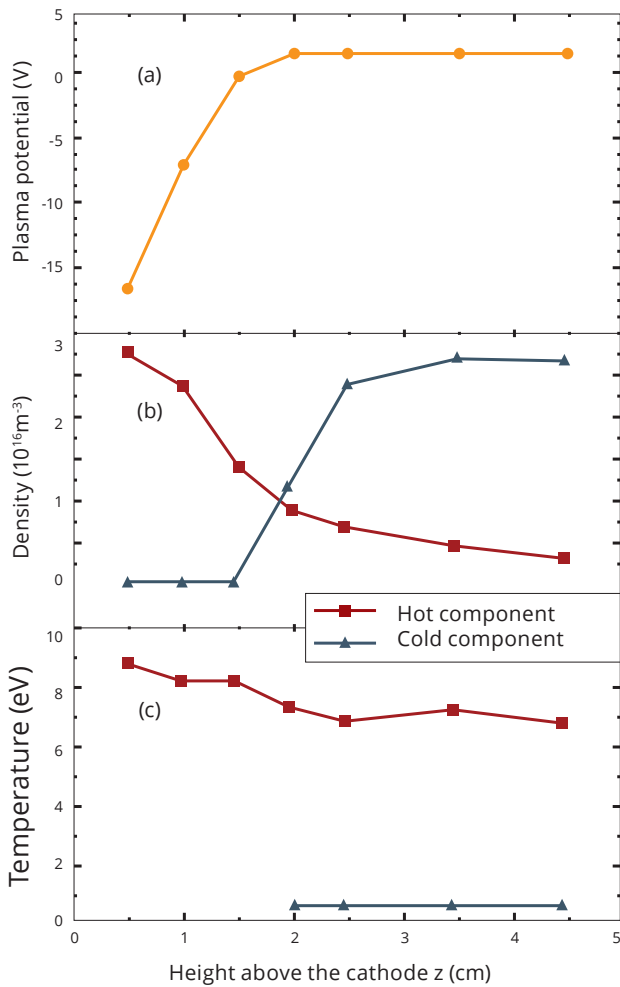 5
0
-5
-10
-15
Plasma potential (V)
(a)
3
2
1
0
Density (10¹⁶m⁻³)
(b)
Hot component
Cold component
10
8
6
4
2
0
Temperature (eV)
(c)
0 1 2 3 4 5
Height above the cathode z (cm)